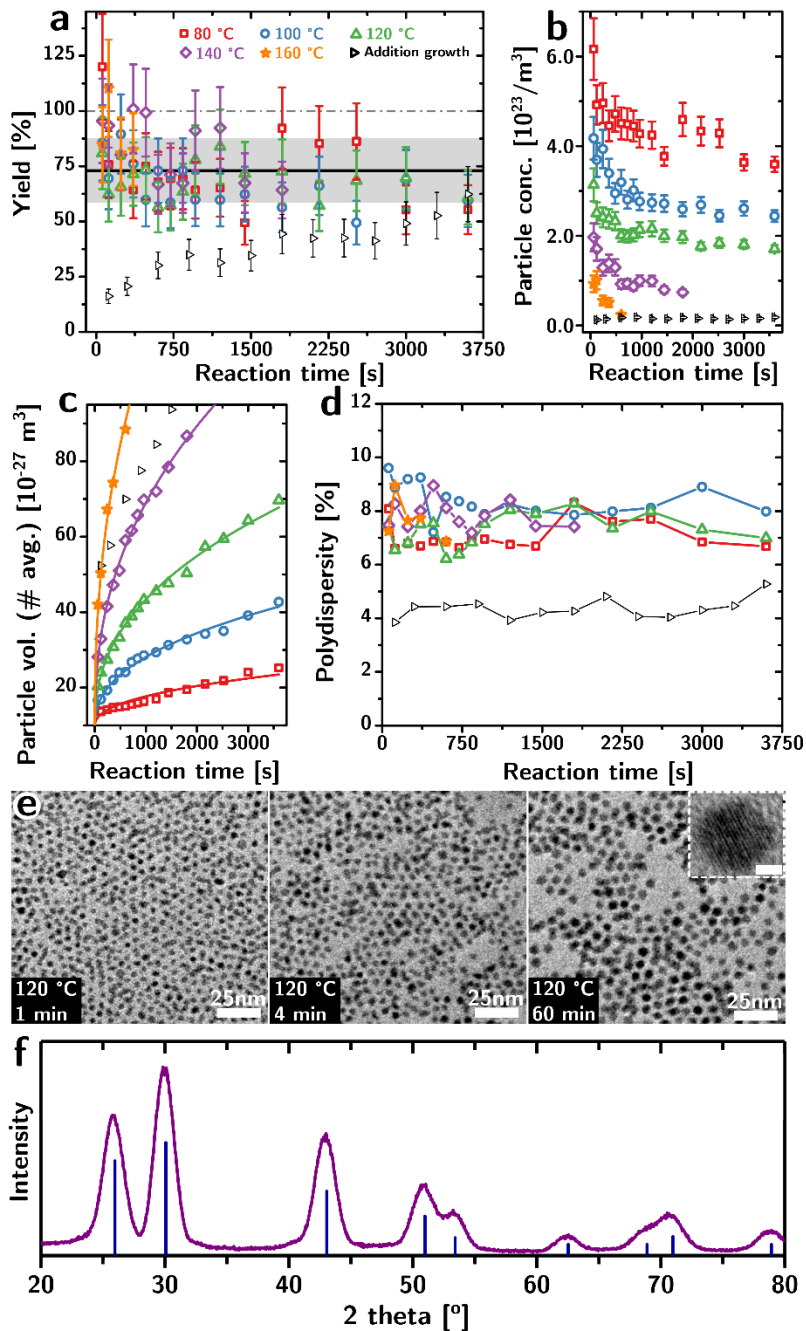 a
80 °C 100 °C 120 °C
140 °C 160 °C Addition growth
Yield [%]
125
100
75
50
25
0
0 750 1500 2250 3000 3750
Reaction time [s]
b
Particle conc. [10²³/m³]
6.0
4.0
2.0
0.0
0 1000 2000 3000
Reaction time [s]
c
Particle vol. (# avg.) [10⁻²⁷ m³]
80
60
40
20
0 1000 2000 3000
Reaction time [s]
d
Polydispersity [%]
12
10
8
6
4
2
0
0 750 1500 2250 3000 3750
Reaction time [s]
e
120 °C
1 min
25nm
120 °C
4 min
25nm
120 °C
60 min
25nm
f
Intensity
20 30 40 50 60 70 80
2 theta [°]